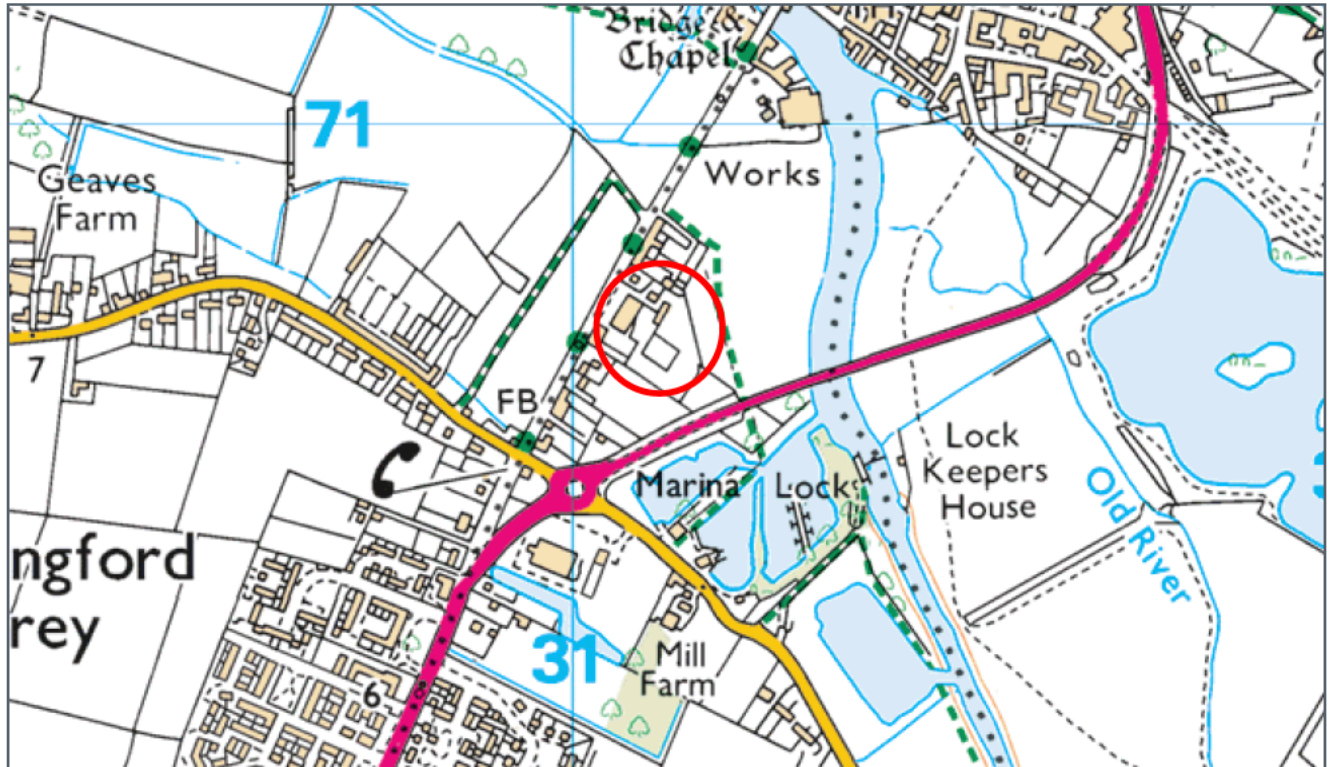 Bridge &
Chapel
71
Works
Geaves
Farm
7
FB
Marina
Lock
Lock
Keepers
House
Old River
ngford
rey
31
Mill
Farm
6